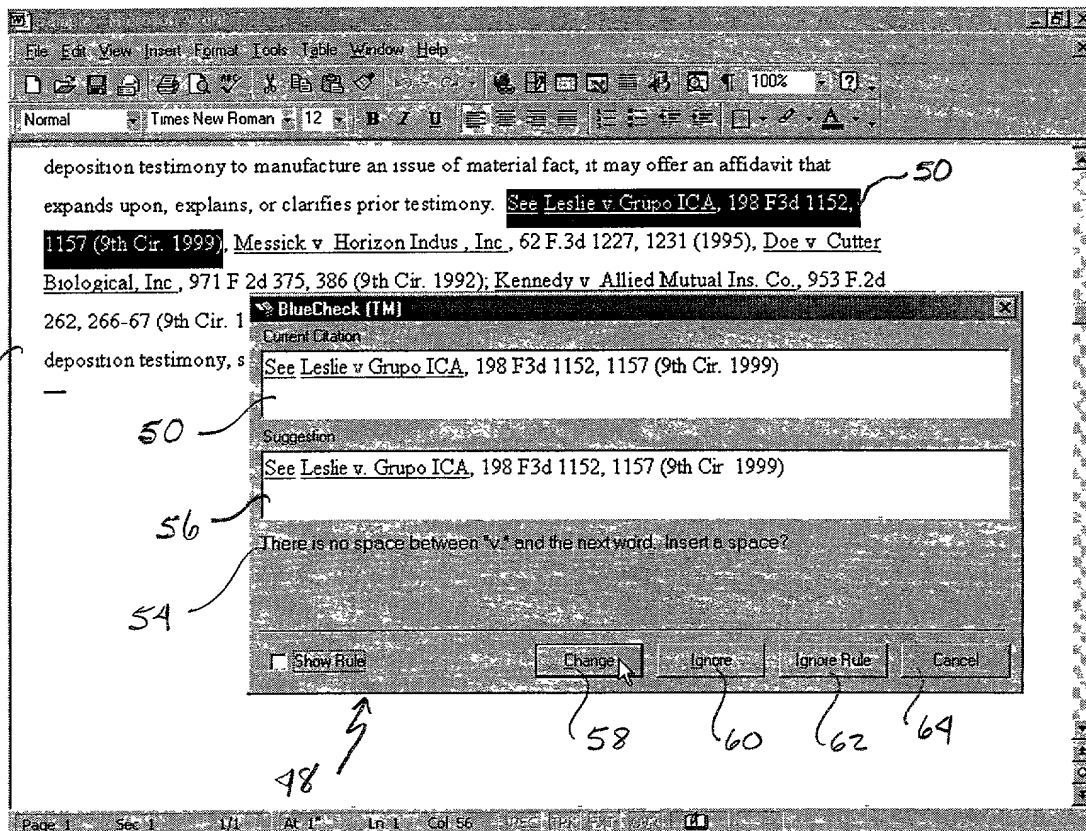 Microsoft Word
File Edit View Insert Format Tools Table Window Help
100%
Normal Times New Roman 12 B I U A
deposition testimony to manufacture an issue of material fact, it may offer an affidavit that
expands upon, explains, or clarifies prior testimony. See Leslie v. Grupo ICA, 198 F3d 1152, 50
1157 (9th Cir. 1999), Messick v Horizon Indus , Inc , 62 F.3d 1227, 1231 (1995), Doe v Cutter
Biological, Inc , 971 F 2d 375, 386 (9th Cir. 1992); Kennedy v Allied Mutual Ins. Co., 953 F.2d
262, 266-67 (9th Cir. 1
deposition testimony, s
BlueCheck [TM]
Current Citation
See Leslie v Grupo ICA, 198 F3d 1152, 1157 (9th Cir. 1999)
50
Suggestion
See Leslie v. Grupo ICA, 198 F3d 1152, 1157 (9th Cir 1999)
56
There is no space between "v." and the next word. Insert a space?
54
Show Rule Change Ignore Ignore Rule Cancel
58 60 62 64
48
Page 1 Sec 1 1/1 At 1" Ln 1 Col 56